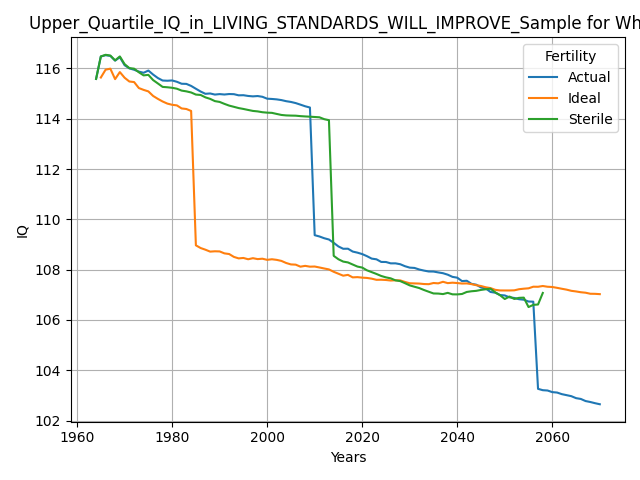 Upper_Quartile_IQ_in_LIVING_STANDARDS_WILL_IMPROVE_Sample for Wh
Fertility
Actual
Ideal
Sterile
116
114
112
110
108
106
104
102
IQ
1960
1980
2000
2020
2040
2060
Years